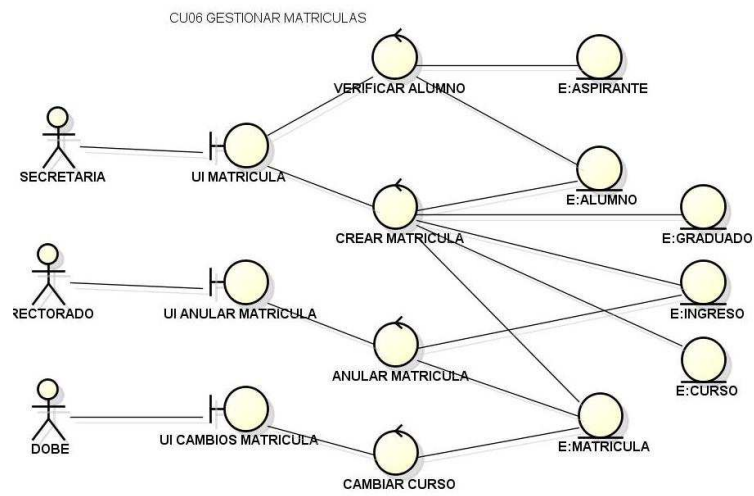 CU06 GESTIONAR MATRICULAS
VERIFICAR ALUMNO
E:ASPIRANTE
SECRETARIA
UI MATRICULA
E:ALUMNO
CREAR MATRICULA
E:GRADUADO
RECTORADO
UI ANULAR MATRICULA
E:INGRESO
ANULAR MATRICULA
E:CURSO
DOBE
UI CAMBIOS MATRICULA
E:MATRICULA
CAMBIAR CURSO